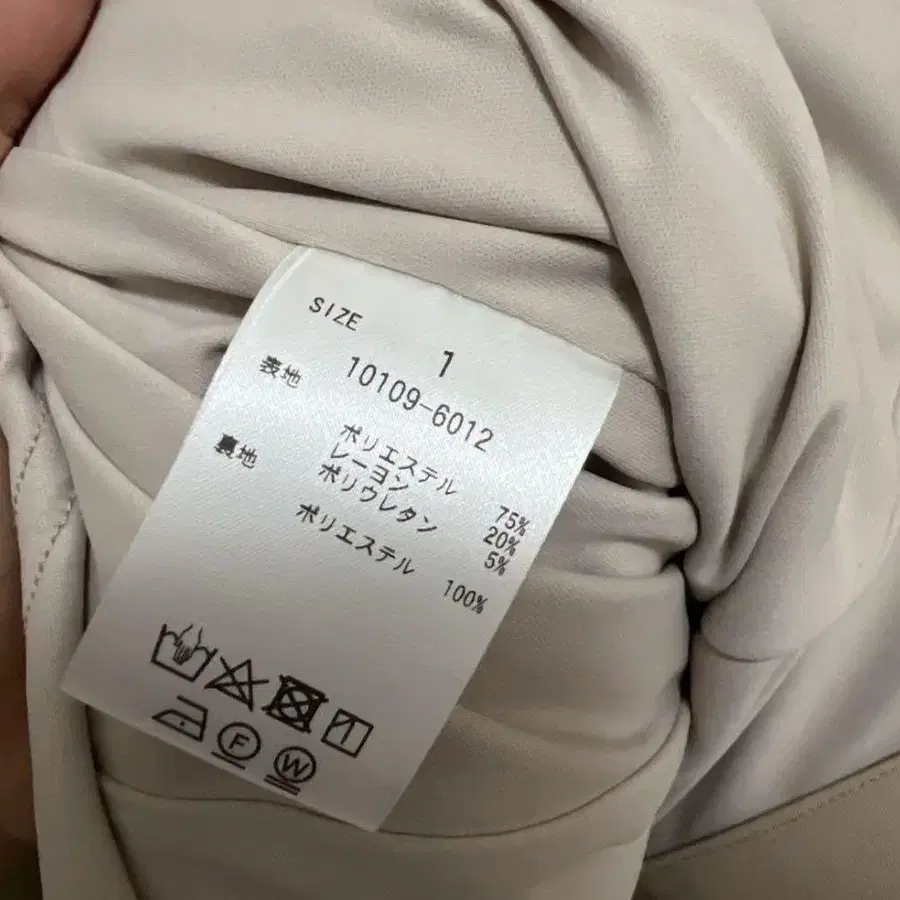 SIZE 1
10109-6012
表地 ポリエステル 75%
レーヨン 20%
ポリウレタン 5%
裏地 ポリエステル 100%
F
W